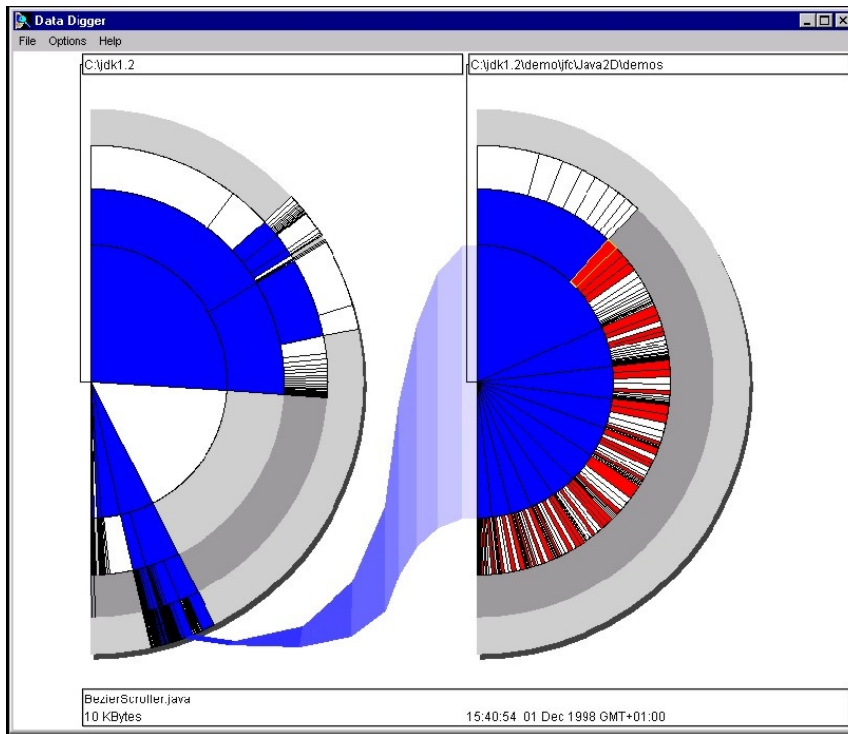 Data Digger
File Options Help
C:\jdk1.2
C:\jdk1.2\demo\jfc\Java2D\demos
BezierScroller.java
10 KBytes 15:40:54 01 Dec 1998 GMT+01:00